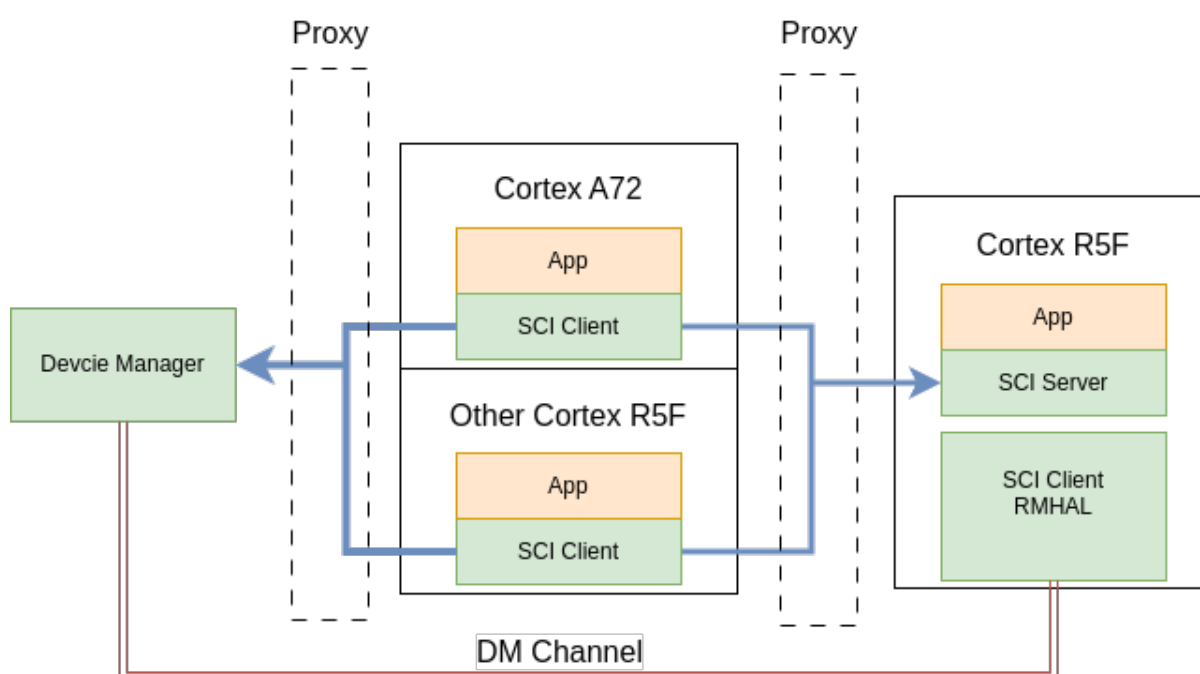 Proxy
Proxy
Cortex A72
App
SCI Client
Other Cortex R5F
App
SCI Client
Devcie Manager
Cortex R5F
App
SCI Server
SCI Client
RMHAL
DM Channel